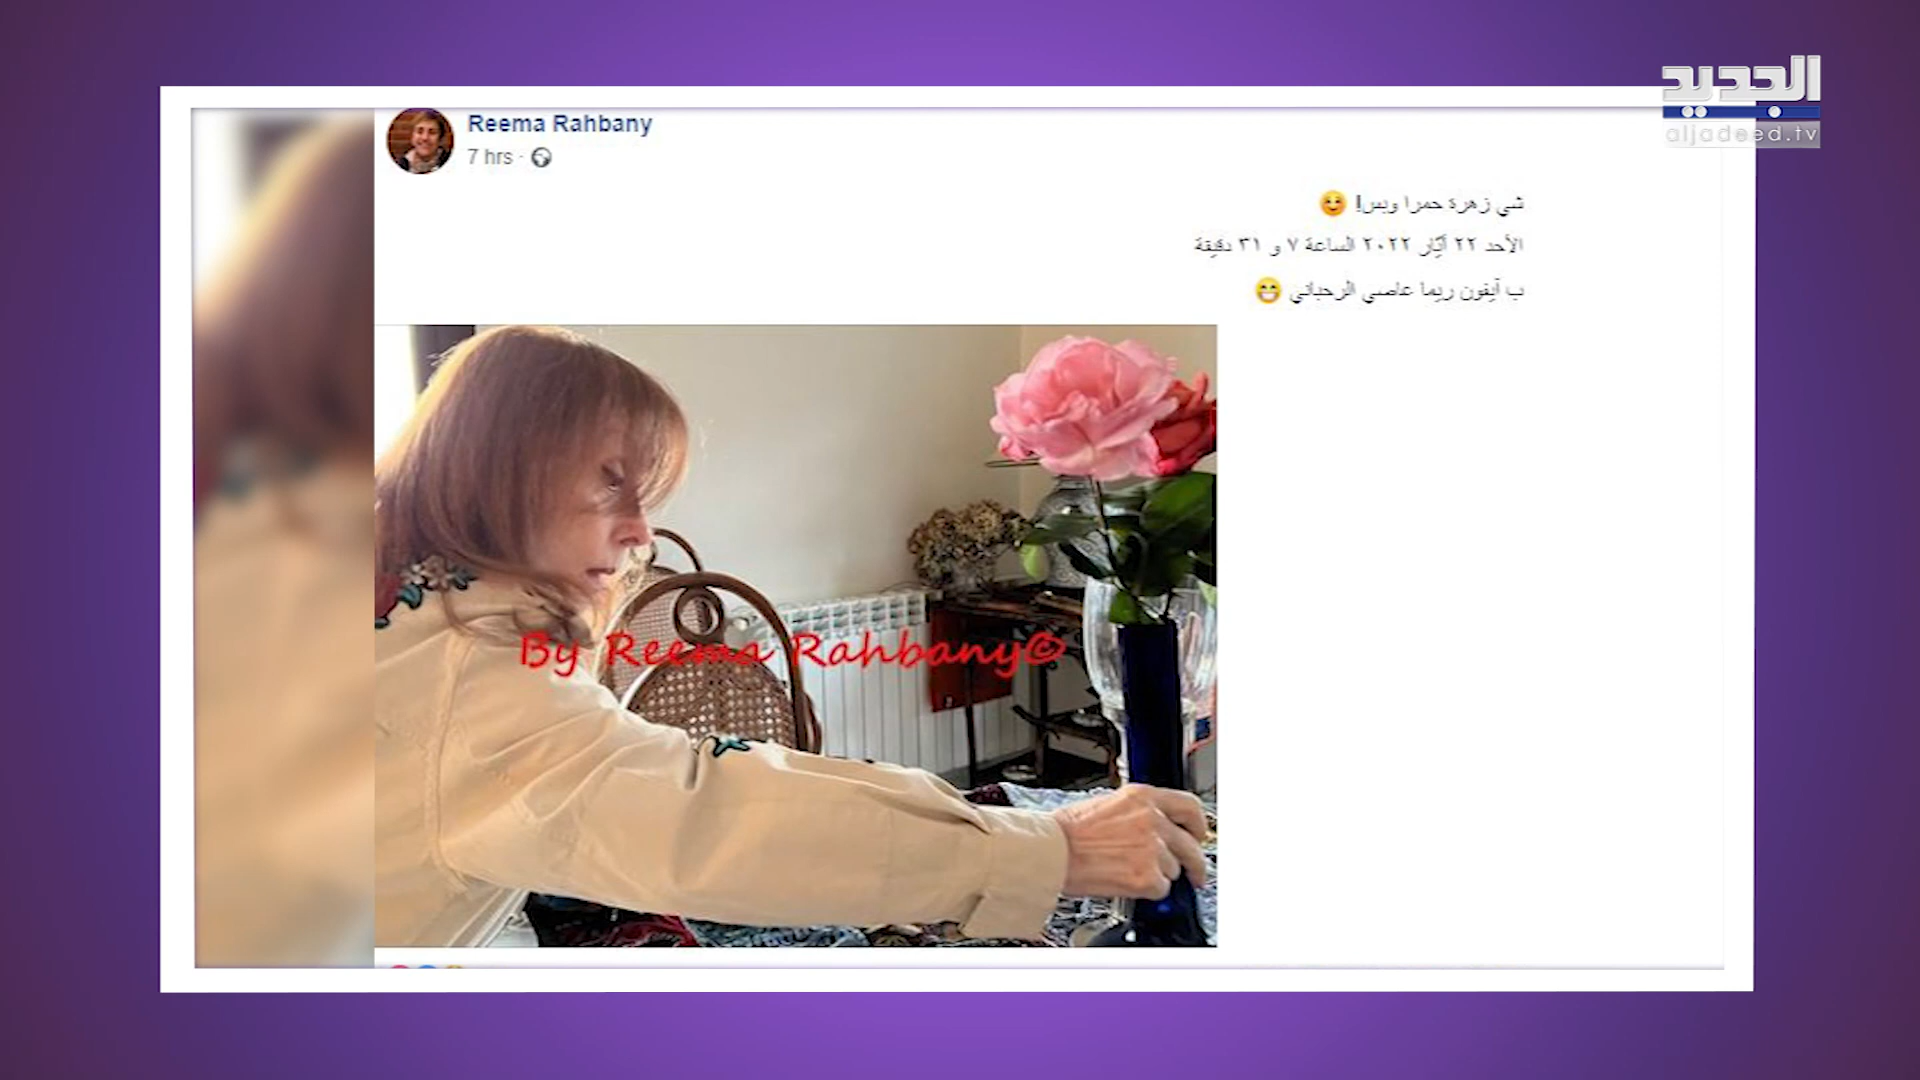 الجديد
aljadeed.tv
Reema Rahbany
7 hrs ·
شي زهرة حمرا وبس!
الأحد ٢٢ أيّار ٢٠٢٢ الساعة ٧ و ٣١ دقيقة
ب آيفون ريما عاصي الرحباني
By Reema Rahbany©